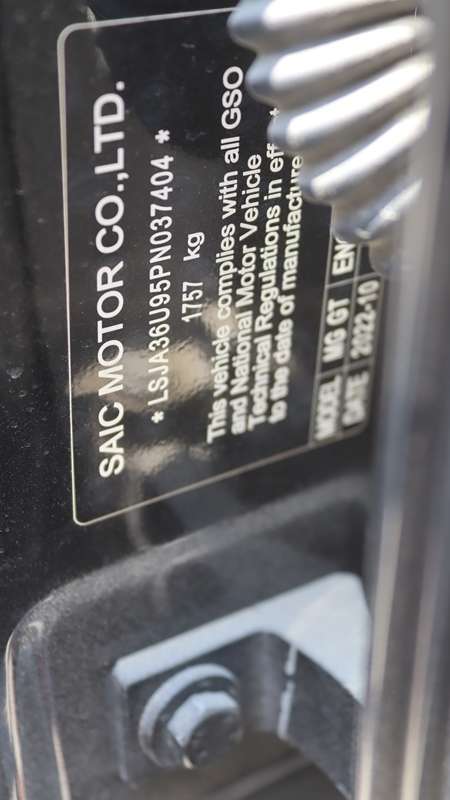 SAIC MOTOR CO.,LTD.
* LSJA36U95PN037404 *
1757 kg
This vehicle complies with all GSO
and National Motor Vehicle
Technical Regulations in
to the date of manufacture
MODEL MG GT
DATE 2022-10